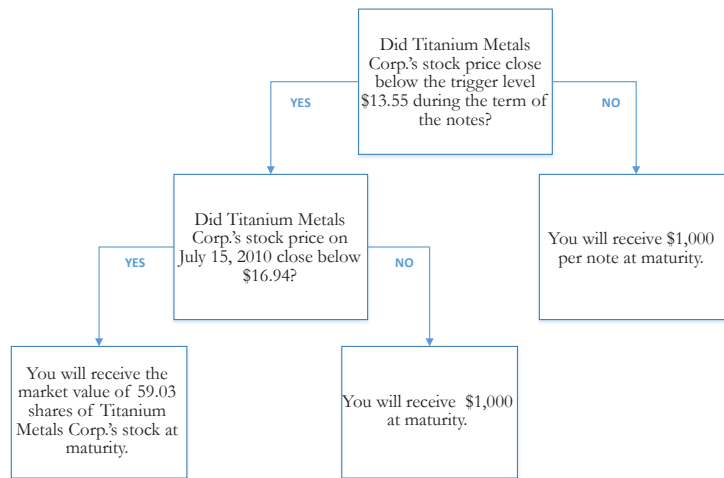 Did Titanium Metals
Corp.'s stock price close
below the trigger level
$13.55 during the term of
the notes?
YES
NO
Did Titanium Metals
Corp.'s stock price on
July 15, 2010 close below
$16.94?
You will receive $1,000
per note at maturity.
YES
NO
You will receive the
market value of 59.03
shares of Titanium
Metals Corp.'s stock at
maturity.
You will receive $1,000
at maturity.